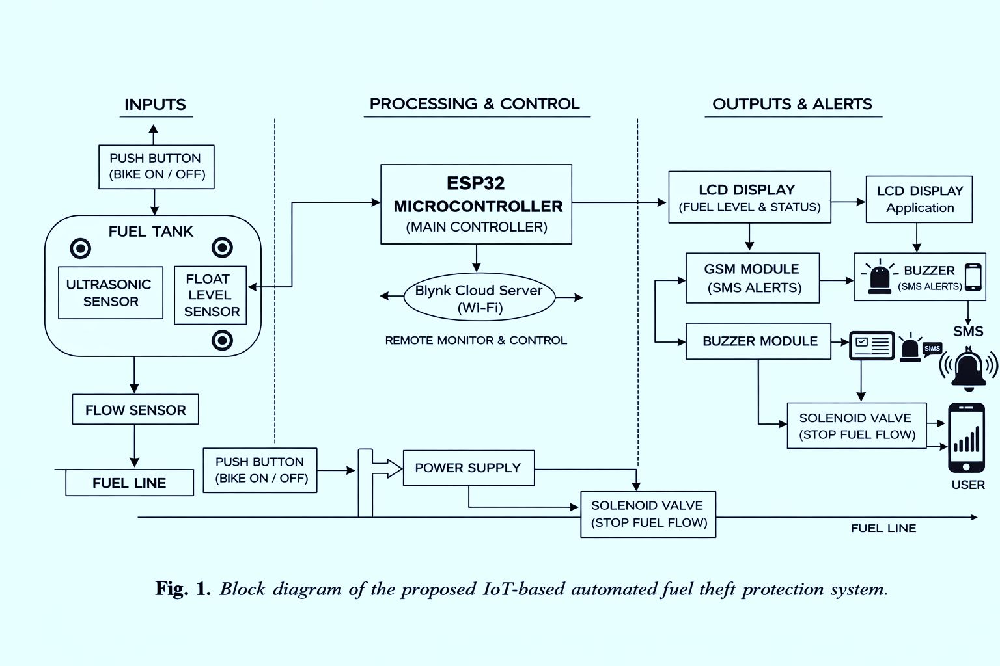 INPUTS
PUSH BUTTON
(BIKE ON / OFF)
FUEL TANK
ULTRASONIC
SENSOR
FLOAT
LEVEL
SENSOR
FLOW SENSOR
FUEL LINE
PUSH BUTTON
(BIKE ON / OFF)
PROCESSING & CONTROL
ESP32
MICROCONTROLLER
(MAIN CONTROLLER)
Blynk Cloud Server
(Wi-Fi)
REMOTE MONITOR & CONTROL
POWER SUPPLY
SOLENOID VALVE
(STOP FUEL FLOW)
OUTPUTS & ALERTS
LCD DISPLAY
(FUEL LEVEL & STATUS)
LCD DISPLAY
Application
GSM MODULE
(SMS ALERTS)
BUZZER
(SMS ALERTS)
SMS
BUZZER MODULE
SIMS
SOLENOID VALVE
(STOP FUEL FLOW)
USER
FUEL LINE
Fig. 1. Block diagram of the proposed IoT-based automated fuel theft protection system.